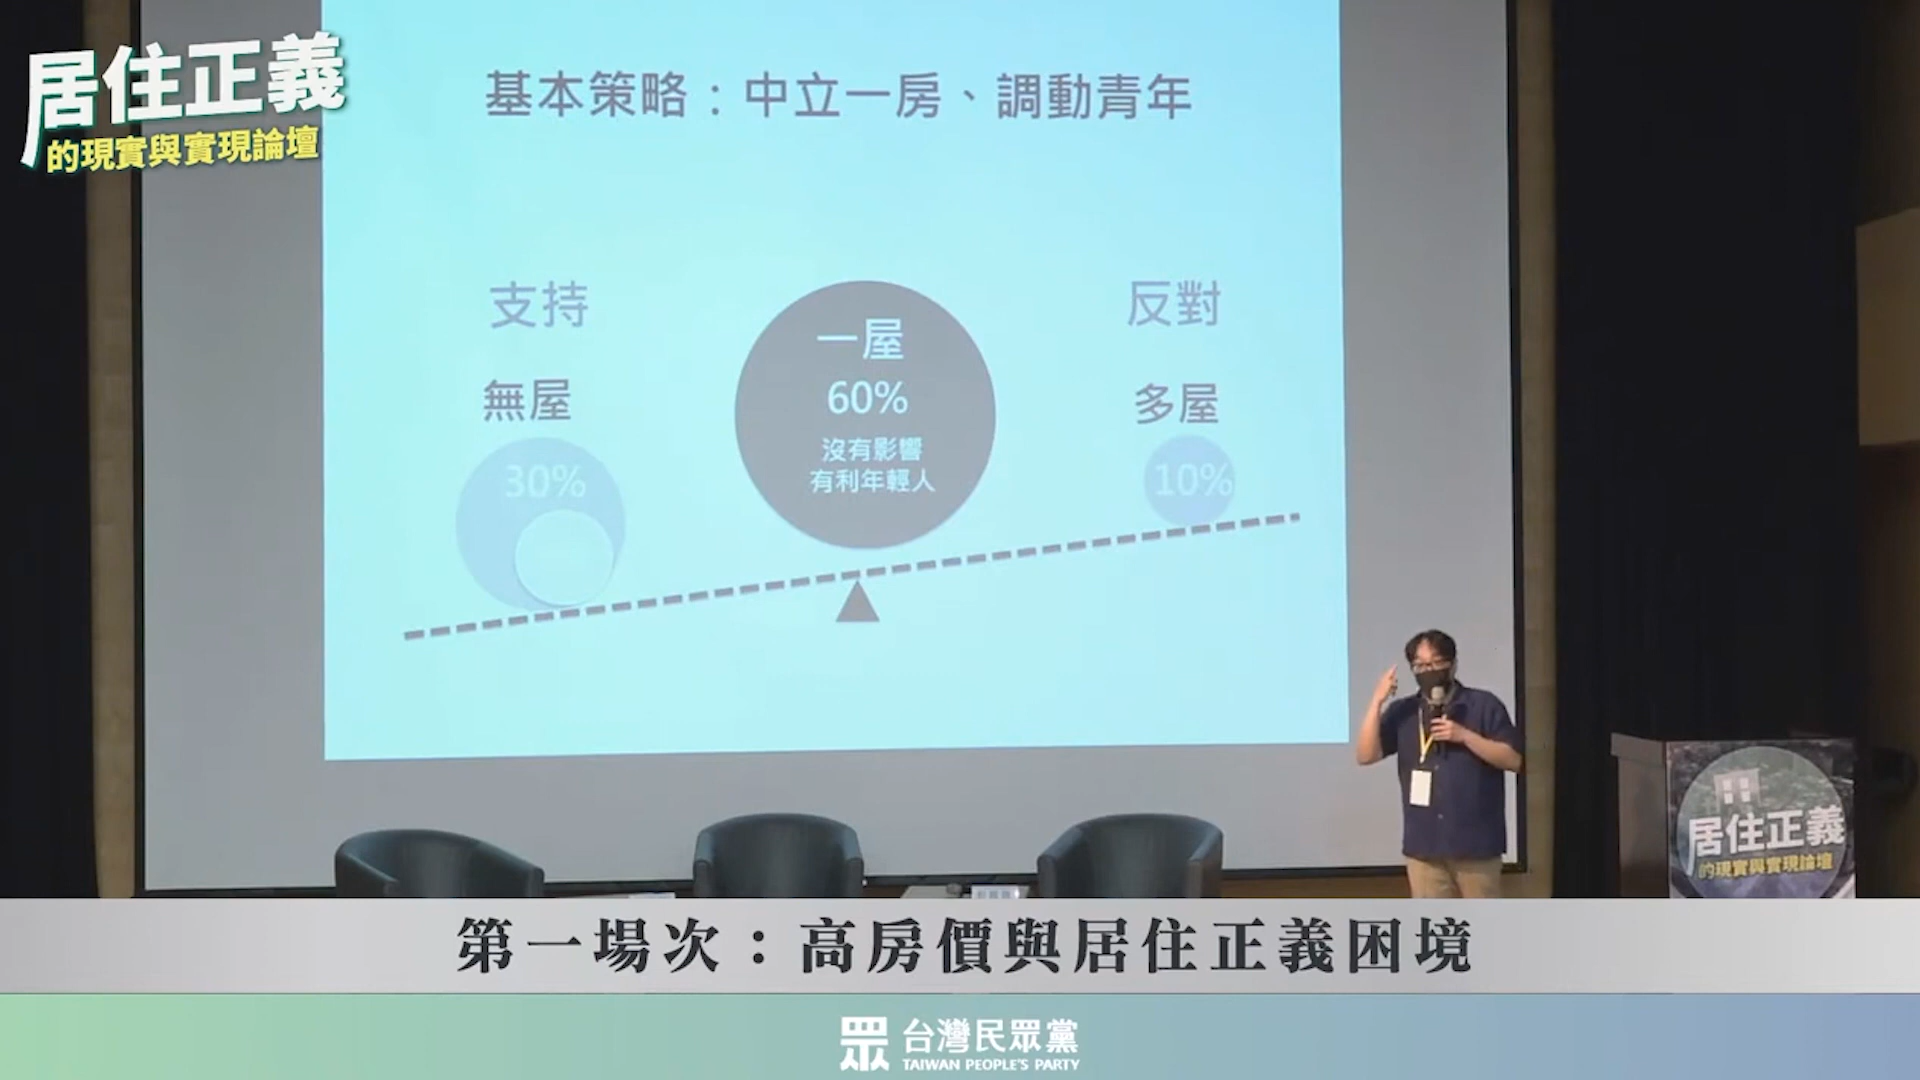 居住正義
的現實與實現論壇
基本策略：中立一房、調動青年
支持
反對
無屋
一屋
多屋
30%
60%
10%
沒有影響
有利年輕人
居住正義
的現實與實現論壇
第一場次：高房價與居住正義困境
眾 台灣民眾黨
TAIWAN PEOPLE'S PARTY